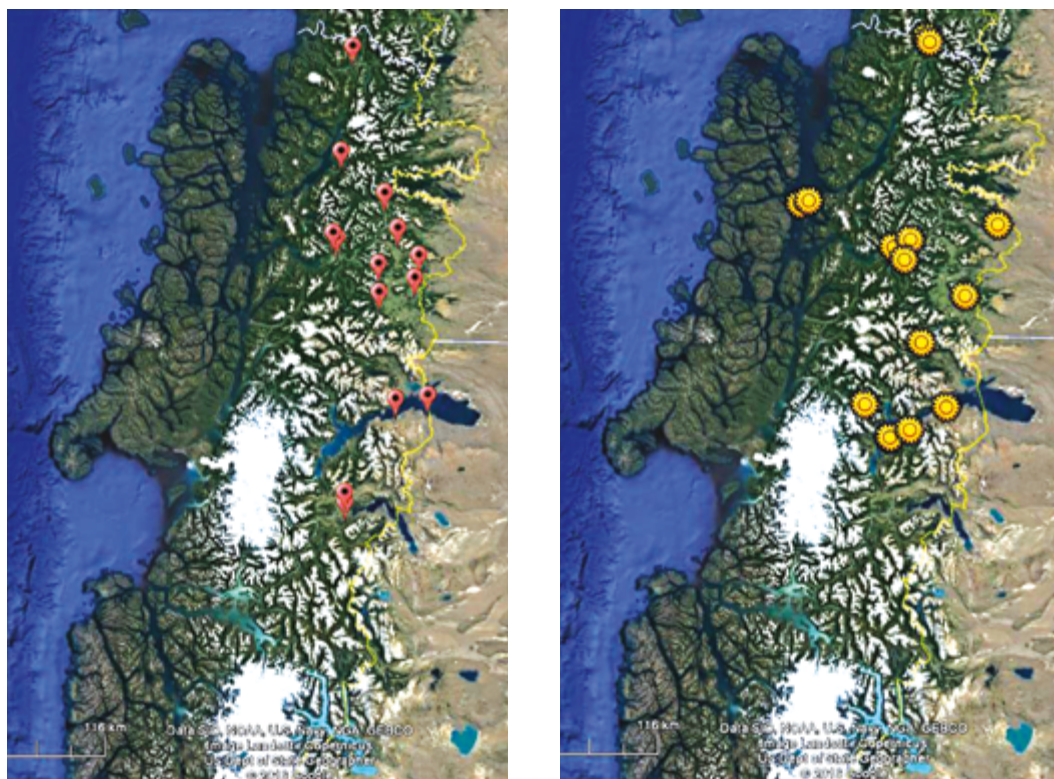 116 km
Data SIO, NOAA, U.S. Navy, NGA, GEBCO
Image Landsat / Copernicus
US Dept of State Geographer
© 2018
116 km
Data SIO, NOAA, U.S. Navy, NGA, GEBCO
Image Landsat / Copernicus
US Dept of State Geographer